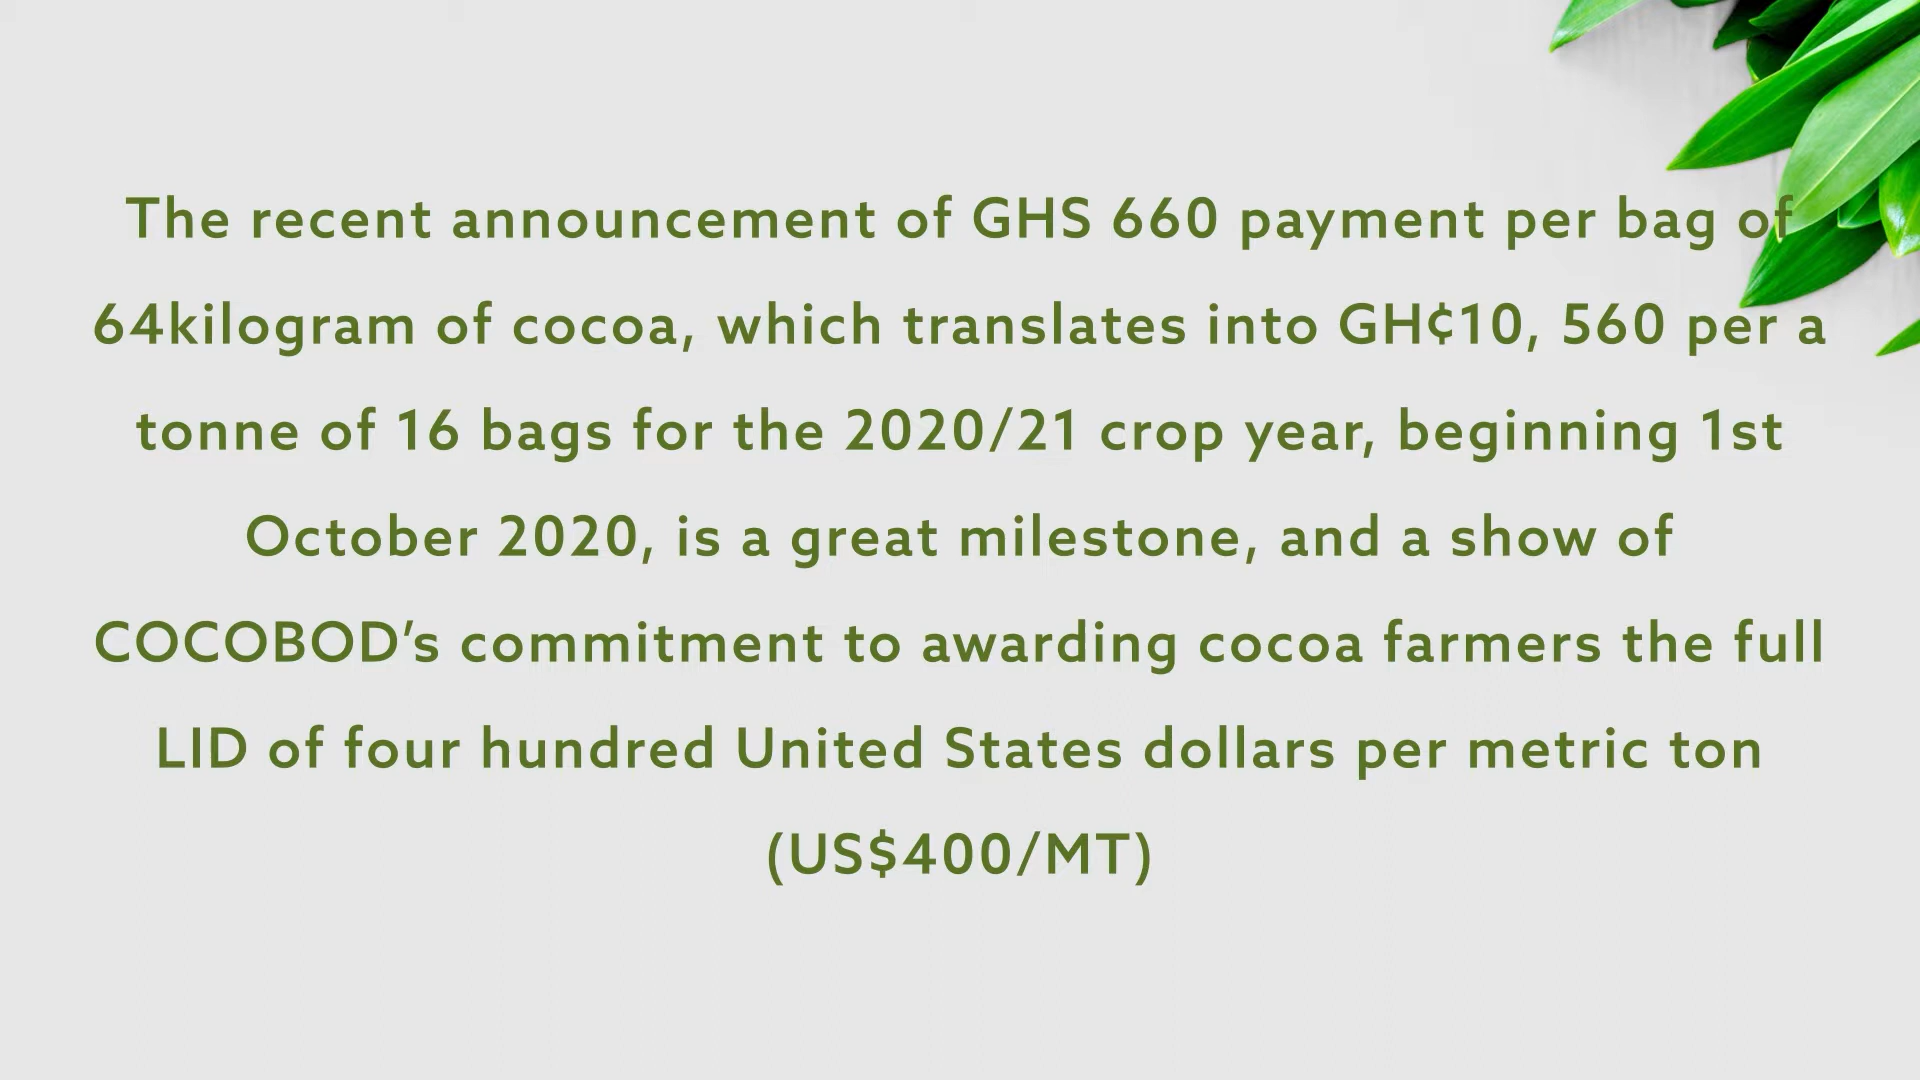 The recent announcement of GHS 660 payment per bag of
64kilogram of cocoa, which translates into GH¢10, 560 per a
tonne of 16 bags for the 2020/21 crop year, beginning 1st
October 2020, is a great milestone, and a show of
COCOBOD’s commitment to awarding cocoa farmers the full
LID of four hundred United States dollars per metric ton
(US$400/MT)